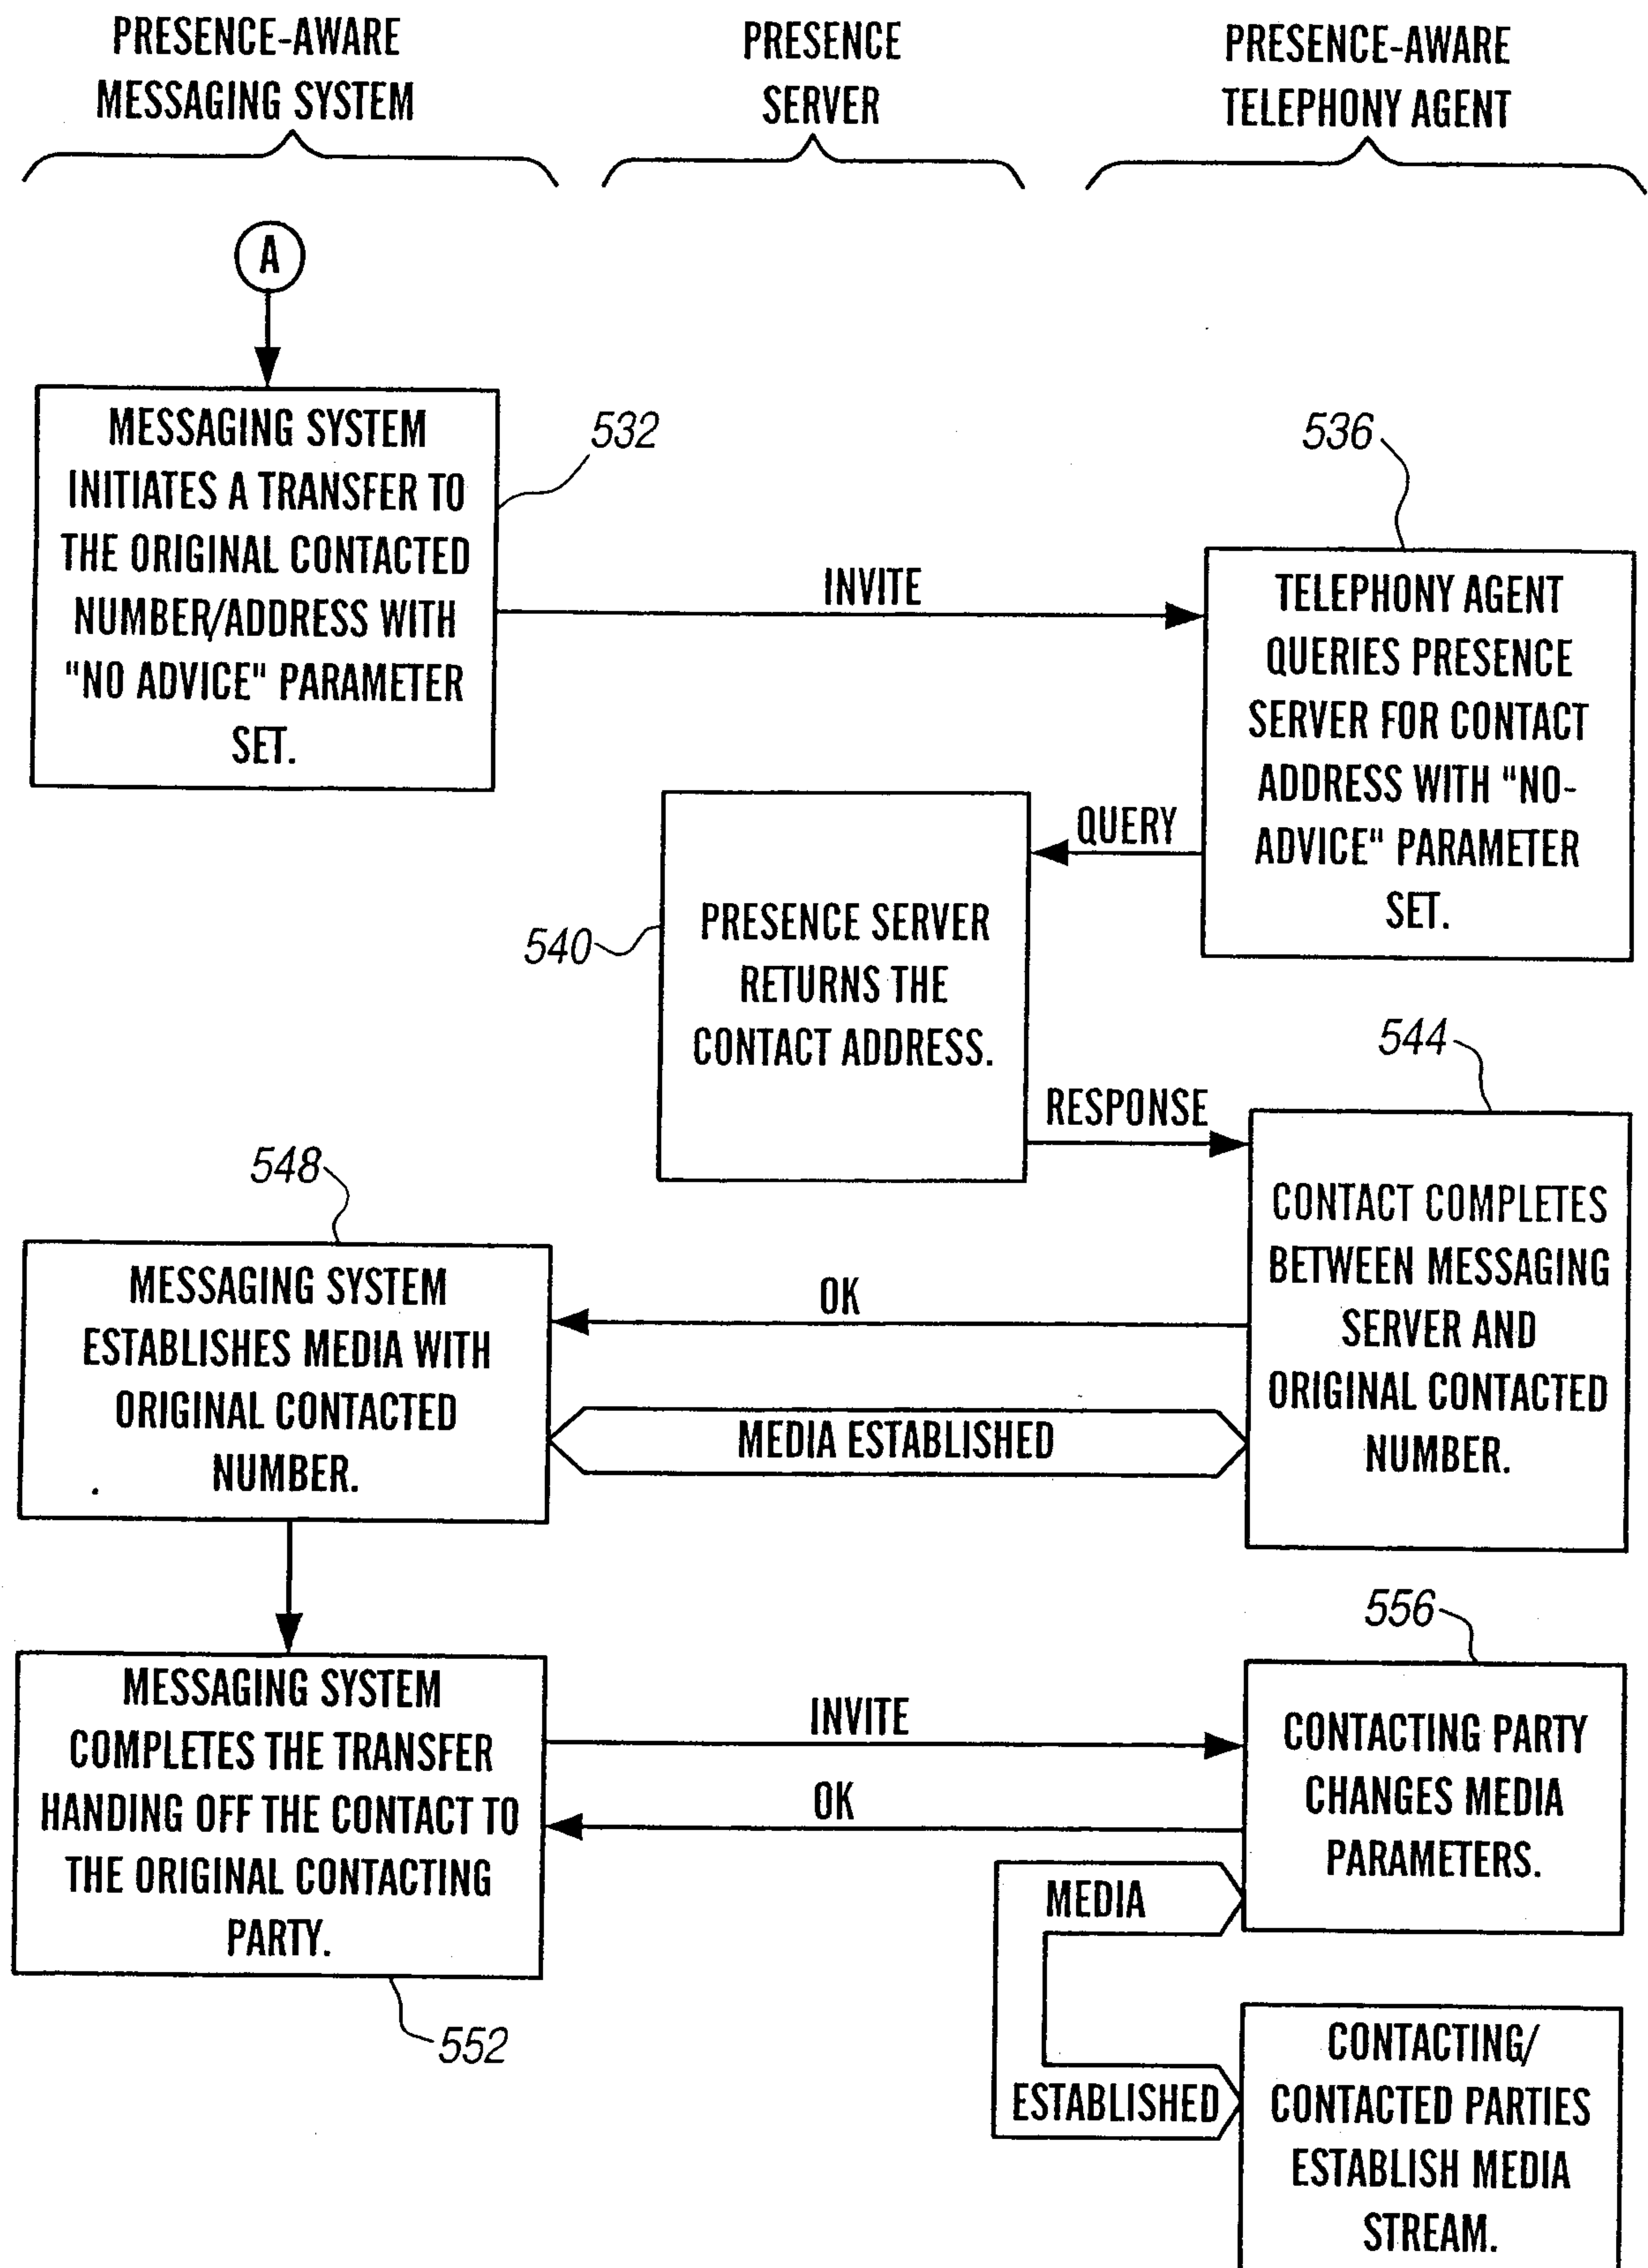 PRESENCE-AWARE
MESSAGING SYSTEM
PRESENCE
SERVER
PRESENCE-AWARE
TELEPHONY AGENT
A
MESSAGING SYSTEM
INITIATES A TRANSFER TO
THE ORIGINAL CONTACTED
NUMBER/ADDRESS WITH
"NO ADVICE" PARAMETER
SET.
532
INVITE
536
TELEPHONY AGENT
QUERIES PRESENCE
SERVER FOR CONTACT
ADDRESS WITH "NO-
ADVICE" PARAMETER
SET.
QUERY
540
PRESENCE SERVER
RETURNS THE
CONTACT ADDRESS.
RESPONSE
544
CONTACT COMPLETES
BETWEEN MESSAGING
SERVER AND
ORIGINAL CONTACTED
NUMBER.
548
MESSAGING SYSTEM
ESTABLISHES MEDIA WITH
ORIGINAL CONTACTED
NUMBER.
OK
MEDIA ESTABLISHED
MESSAGING SYSTEM
COMPLETES THE TRANSFER
HANDING OFF THE CONTACT TO
THE ORIGINAL CONTACTING
PARTY.
552
INVITE
OK
556
CONTACTING PARTY
CHANGES MEDIA
PARAMETERS.
MEDIA
ESTABLISHED
CONTACTING/
CONTACTED PARTIES
ESTABLISH MEDIA
STREAM.